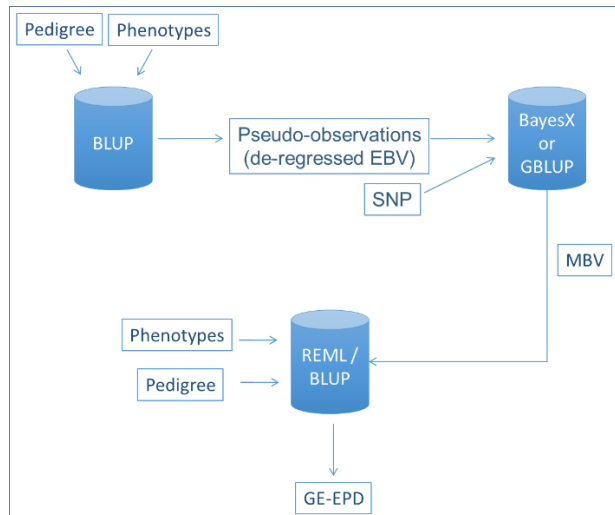 Pedigree
Phenotypes
BLUP
Pseudo-observations
(de-regressed EBV)
BayesX
or
GBLUP
SNP
MBV
Phenotypes
REML /
BLUP
Pedigree
GE-EPD